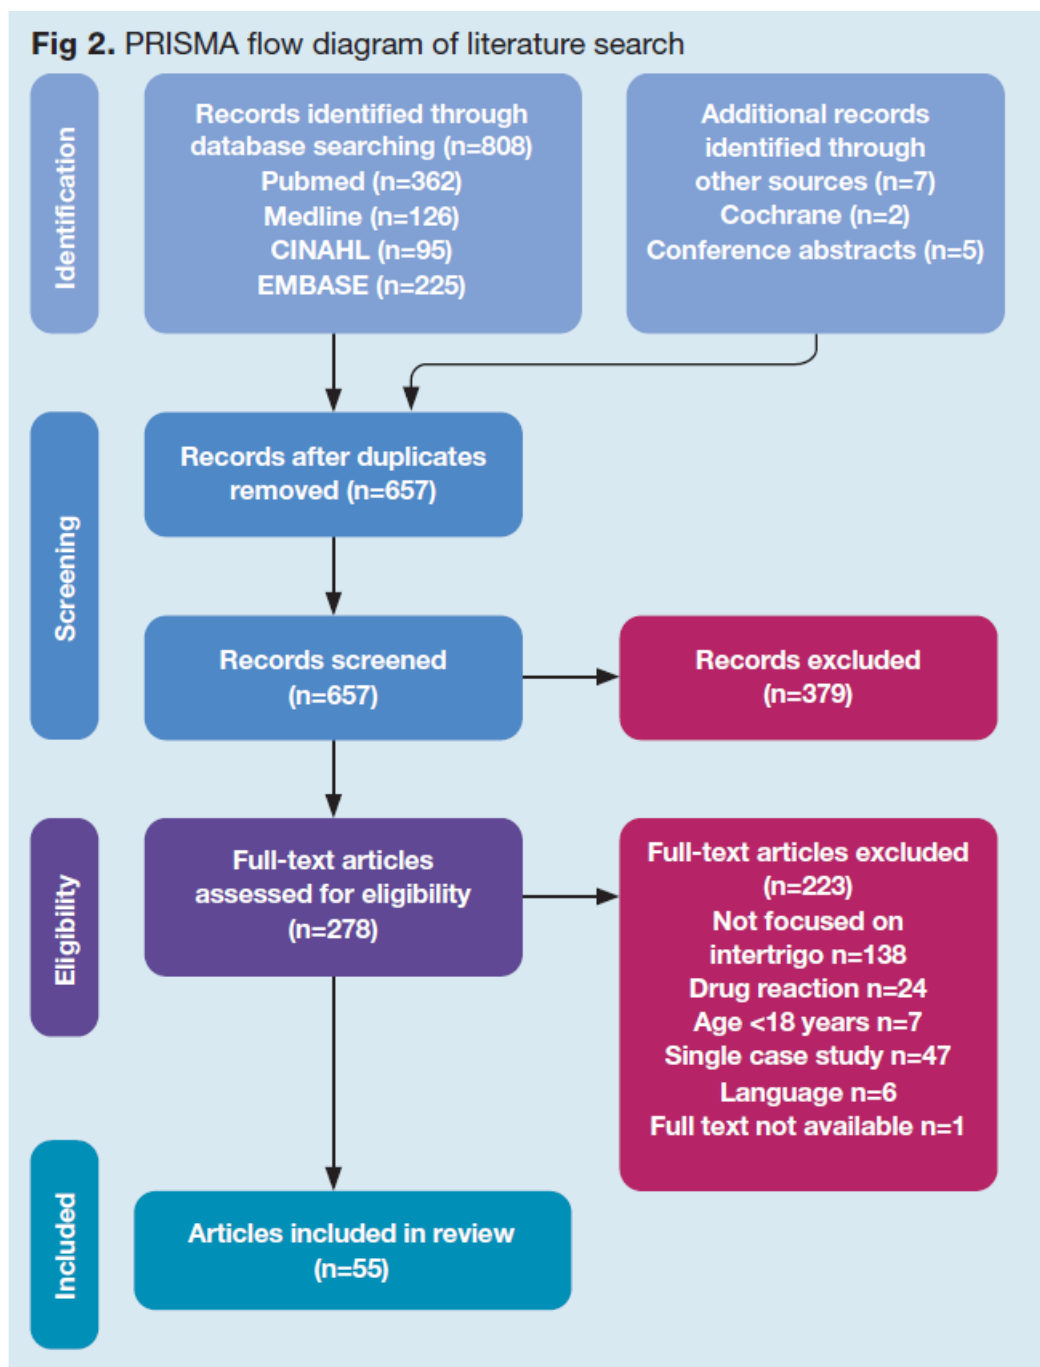 Fig 2. PRISMA flow diagram of literature search
Identification
Records identified through
database searching (n=808)
Pubmed (n=362)
Medline (n=126)
CINAHL (n=95)
EMBASE (n=225)
Additional records
identified through
other sources (n=7)
Cochrane (n=2)
Conference abstracts (n=5)
Screening
Records after duplicates
removed (n=657)
Records screened
(n=657)
Records excluded
(n=379)
Eligibility
Full-text articles
assessed for eligibility
(n=278)
Full-text articles excluded
(n=223)
Not focused on
intertrigo n=138
Drug reaction n=24
Age <18 years n=7
Single case study n=47
Language n=6
Full text not available n=1
Included
Articles included in review
(n=55)